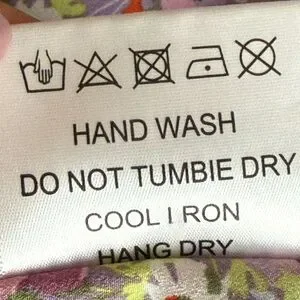 HAND WASH
DO NOT TUMBIE DRY
COOL I RON
HANG DRY